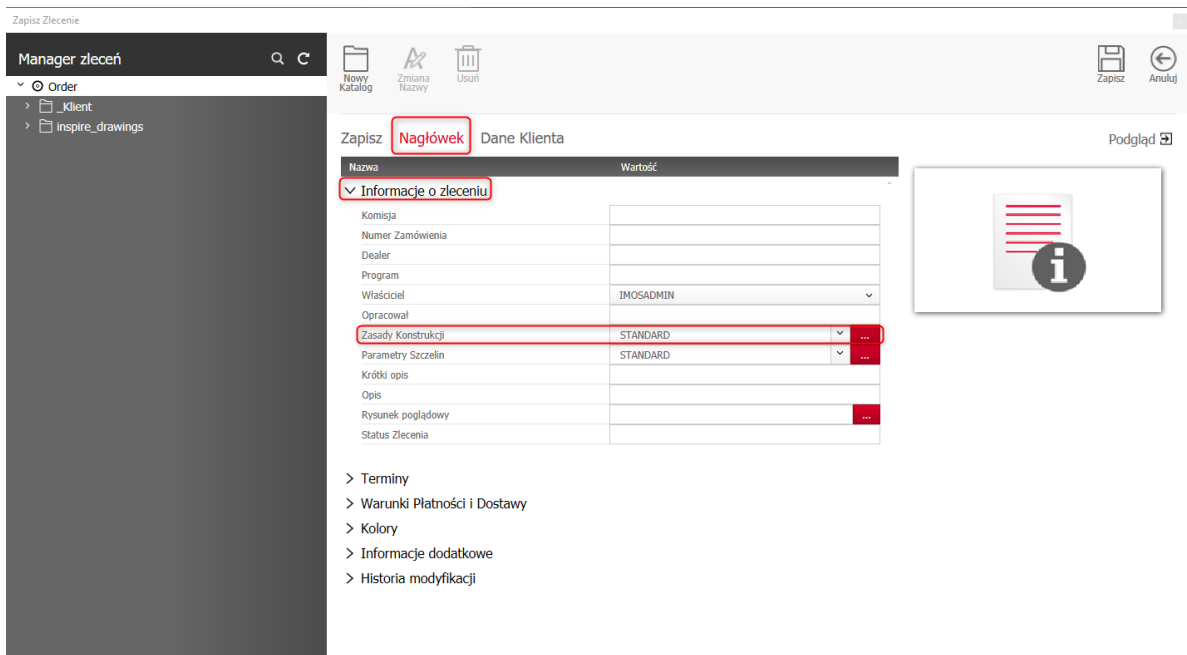 Zapisz Zlecenie
Manager zleceń
Order
_Klient
inspire_drawings
Nowy Katalog
Zmiana Nazwy
Usuń
Zapisz
Anuluj
Zapisz Nagłówek Dane Klienta
Podgląd
Nazwa Wartość
Informacje o zleceniu
Komisja
Numer Zamówienia
Dealer
Program
Właściciel IMOSADMIN
Opracował
Zasady Konstrukcji STANDARD ...
Parametry Szczelin STANDARD ...
Krótki opis
Opis
Rysunek poglądowy ...
Status Zlecenia
Terminy
Warunki Płatności i Dostawy
Kolory
Informacje dodatkowe
Historia modyfikacji